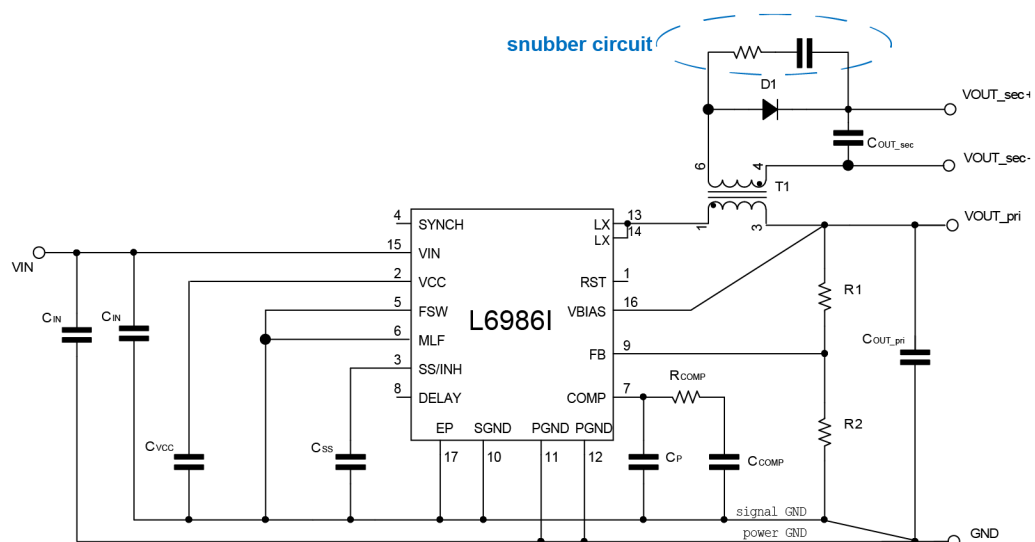 snubber circuit
D1
VOUT_sec+
COUT_sec
VOUT_sec-
6
4
T1
1
3
VOUT_pri
4
SYNCH
LX
13
LX
14
15
VIN
VIN
2
VCC
RST
1
5
FSW
VBIAS
16
R1
CIN
CIN
L6986I
6
MLF
FB
9
COUT_pri
3
SS/INH
RCOMP
8
DELAY
COMP
7
R2
EP
SGND
PGND
PGND
CVCC
CSS
17
10
11
12
CP
CCOMP
signal GND
power GND
GND